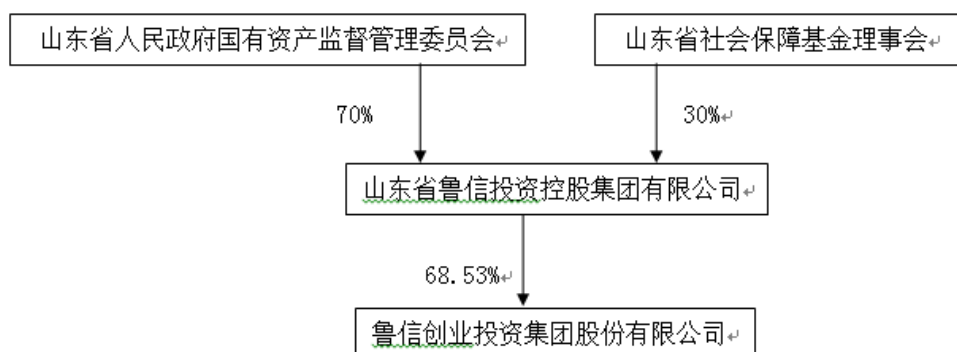 山东省人民政府国有资产监督管理委员会
山东省社会保障基金理事会
70%
30%
山东省鲁信投资控股集团有限公司
68.53%
鲁信创业投资集团股份有限公司